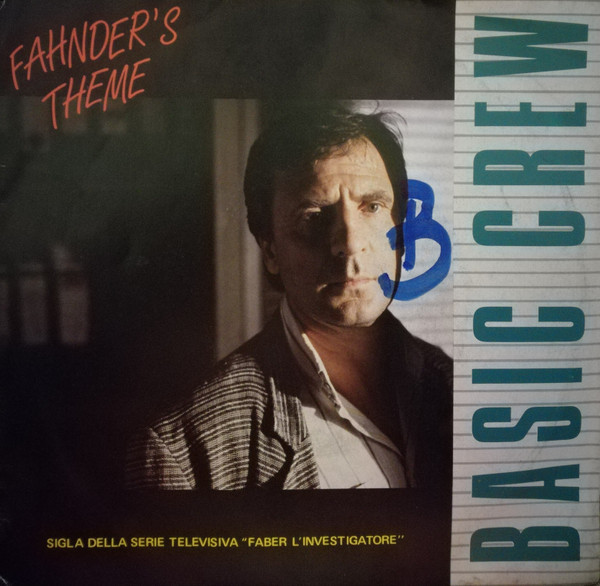 FAHNDER'S
THEME
BASIC CREW
B
SIGLA DELLA SERIE TELEVISIVA "FABER L'INVESTIGATORE"